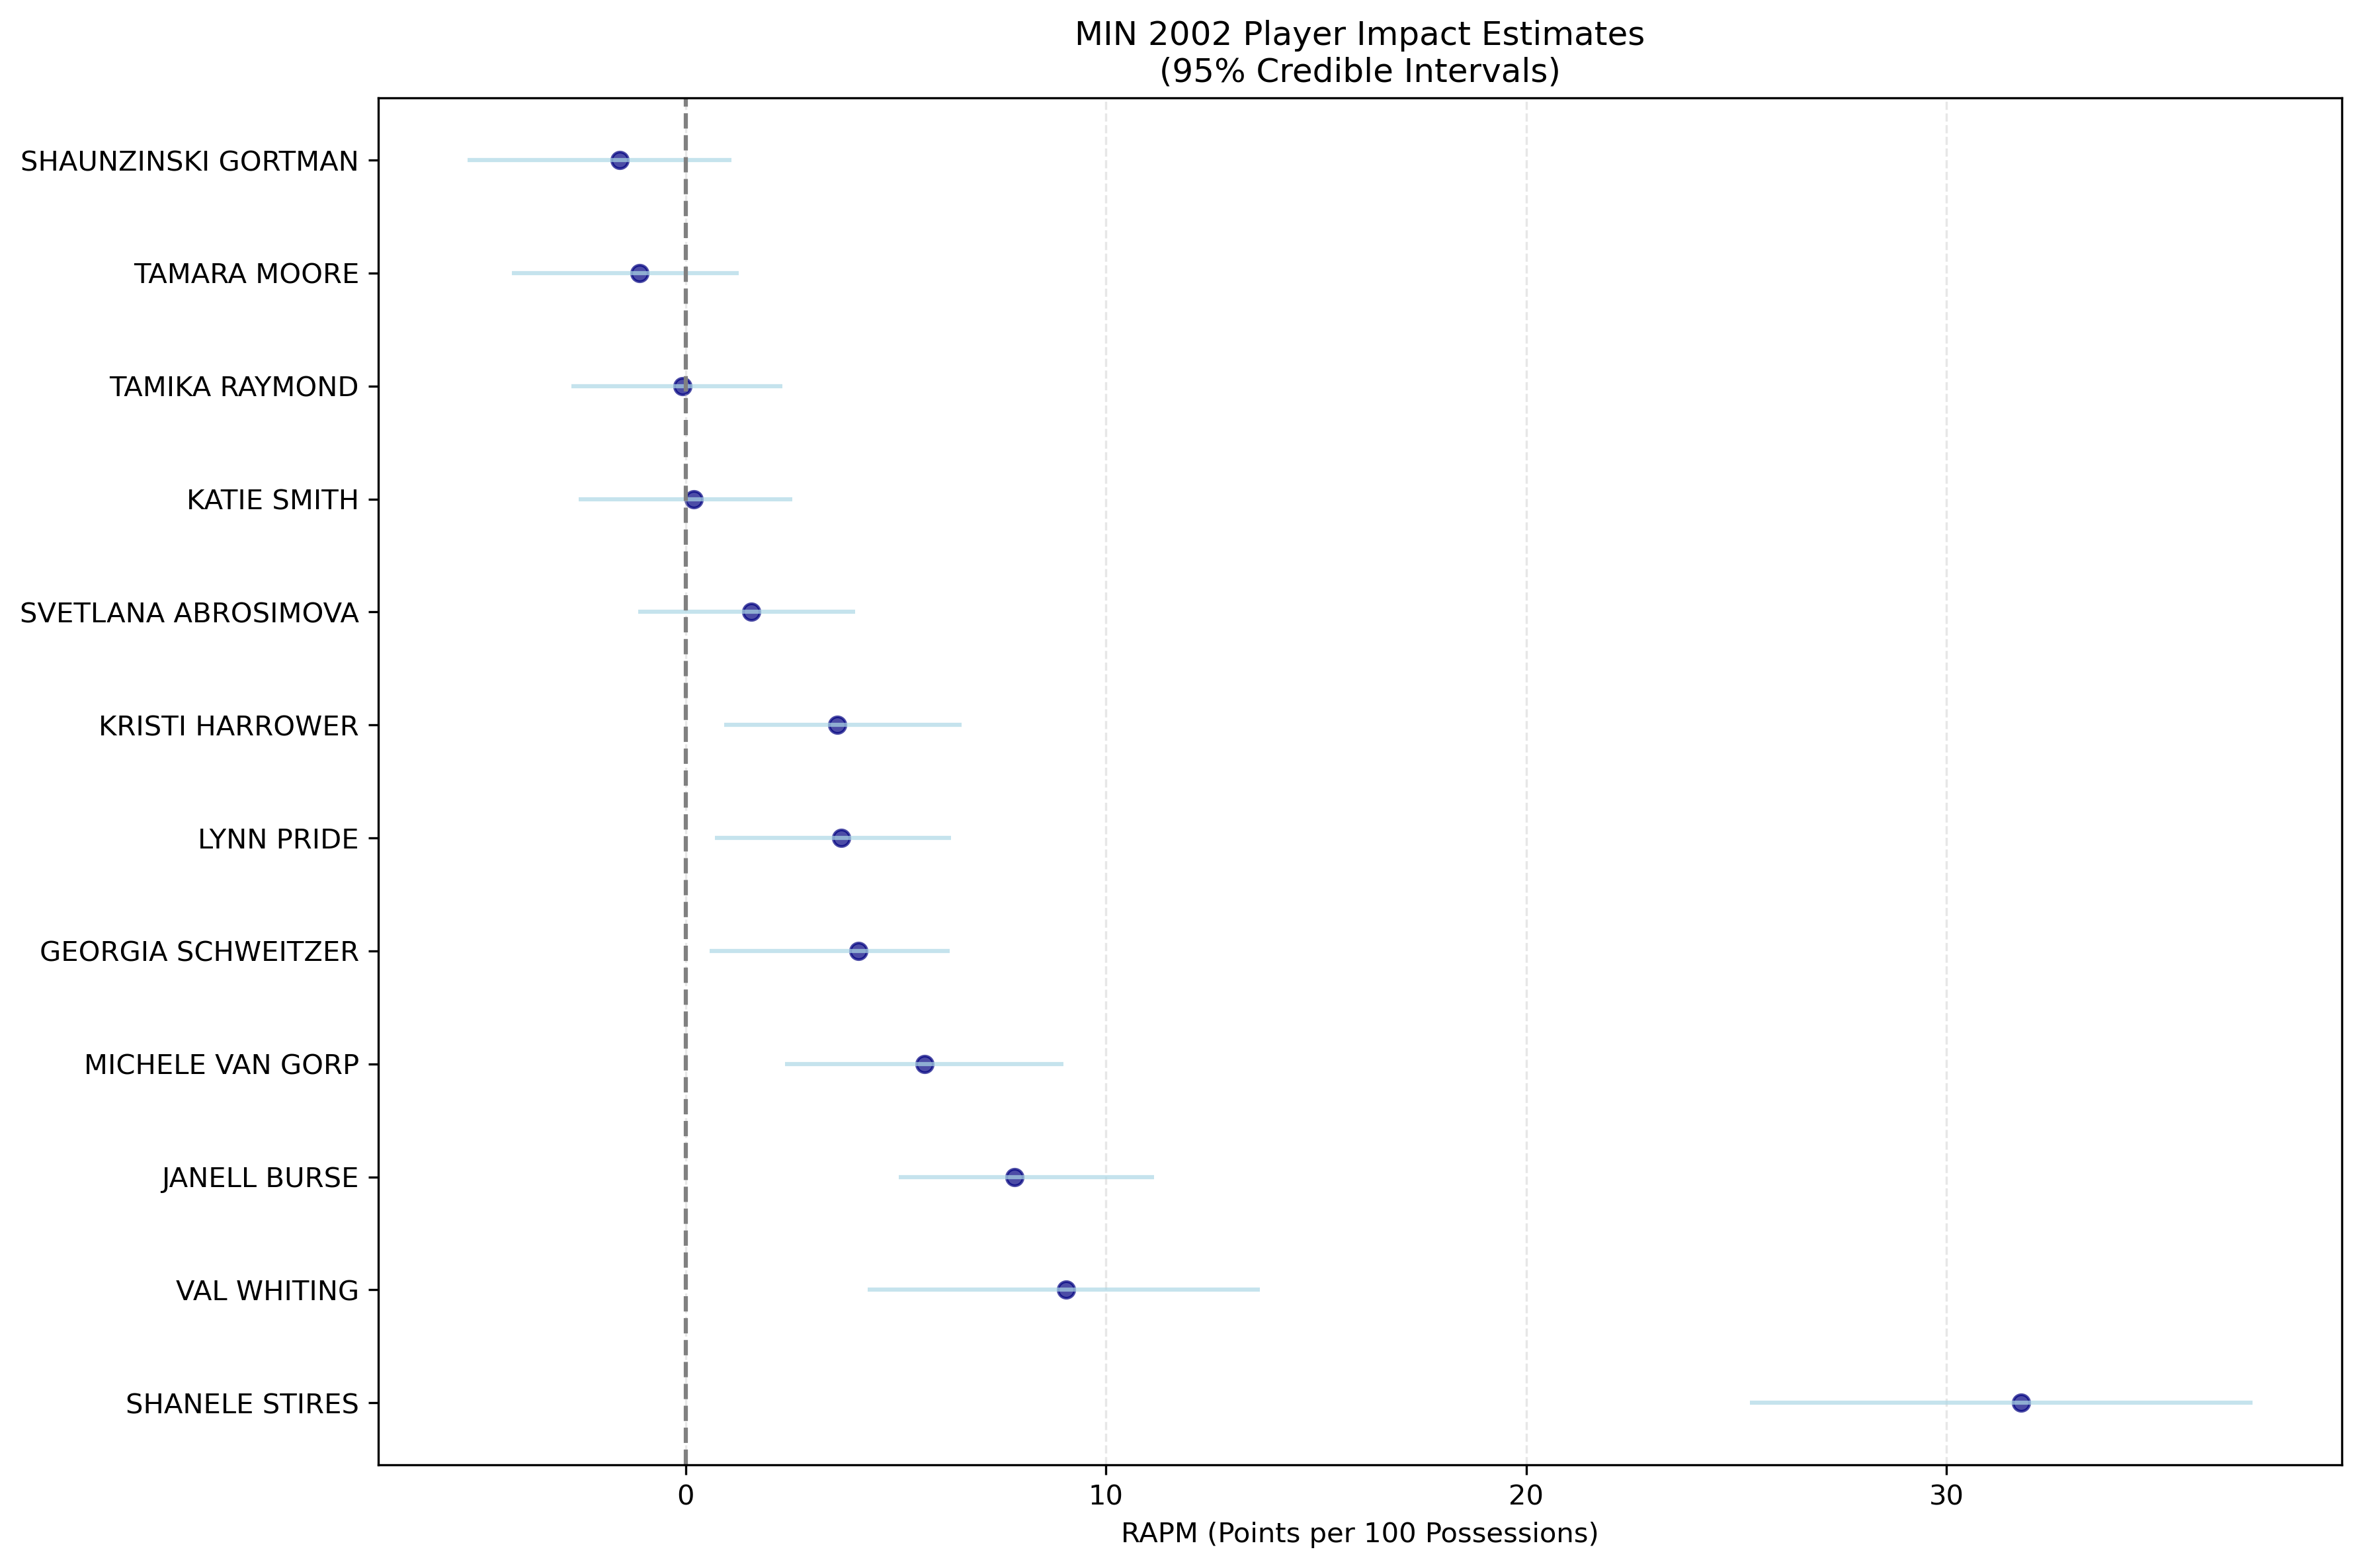 MIN 2002 Player Impact Estimates
(95% Credible Intervals)
SHAUNZINSKI GORTMAN
TAMARA MOORE
TAMIKA RAYMOND
KATIE SMITH
SVETLANA ABROSIMOVA
KRISTI HARROWER
LYNN PRIDE
GEORGIA SCHWEITZER
MICHELE VAN GORP
JANELL BURSE
VAL WHITING
SHANELE STIRES
0 10 20 30
RAPM (Points per 100 Possessions)